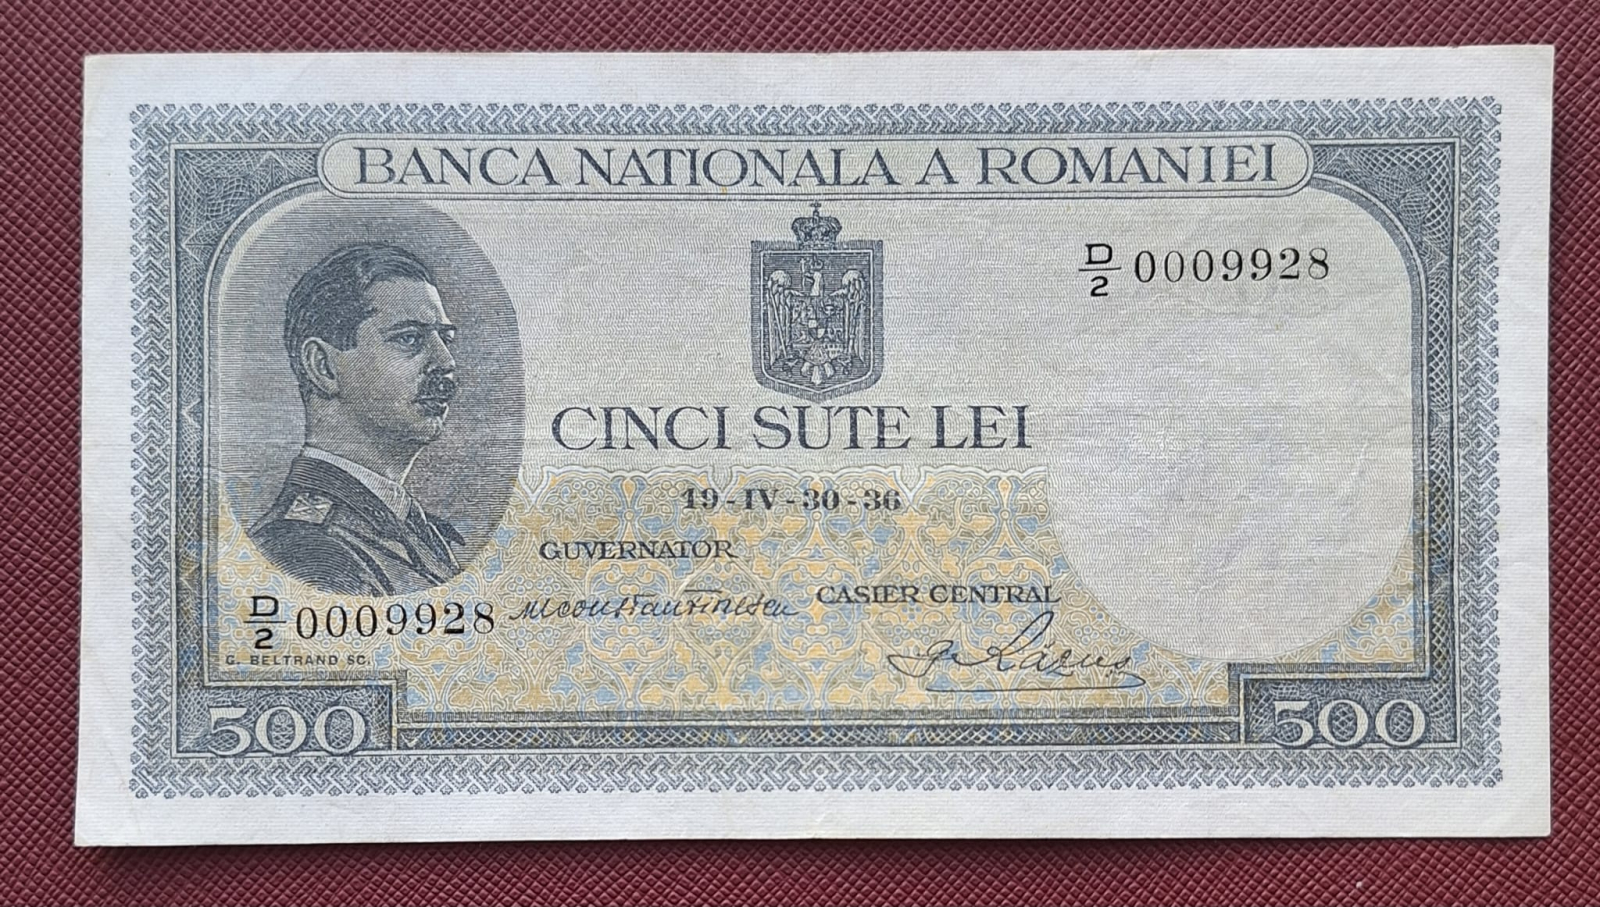 BANCA NATIONALA A ROMANIEI
D/2 0009928
CINCI SUTE LEI
19-IV-30-36
GUVERNATOR
CASIER CENTRAL
D/2 0009928
G. BELTRAND SC.
500
500